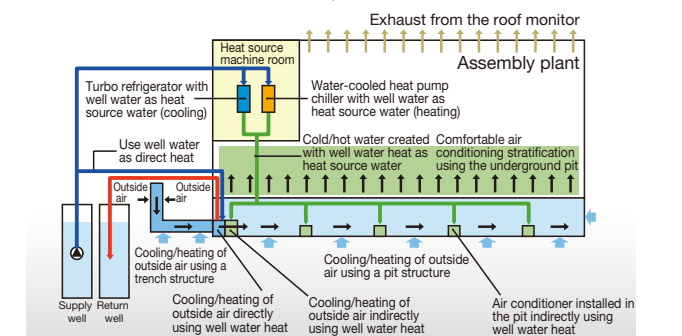 Exhaust from the roof monitor
Heat source
machine room
Assembly plant
Turbo refrigerator with
well water as heat
source water (cooling)
Water-cooled heat pump
chiller with well water as
heat source water (heating)
Use well water
as direct heat
Cold/hot water created
with well water heat as
heat source water
Comfortable air
conditioning stratification
using the underground pit
Outside
air
Outside
air
Cooling/heating of
outside air using a
trench structure
Cooling/heating of outside
air using a pit structure
Supply
well
Return
well
Cooling/heating of
outside air directly
using well water heat
Cooling/heating of
outside air indirectly
using well water heat
Air conditioner installed in
the pit indirectly using
well water heat